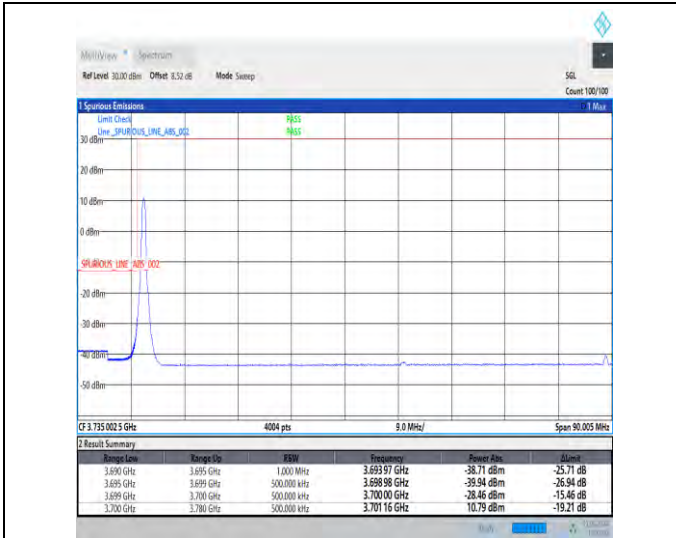 MultiView Spectrum
Ref Level 30.00 dBm Offset 8.52 dB Mode Sweep SGL
Count 100/100
1 Spurious Emissions 1 Max
Limit Check PASS
Line _SPURIOUS_LINE_ABS_002 PASS
30 dBm
20 dBm
10 dBm
0 dBm
_SPURIOUS_LINE_ABS_002
-20 dBm
-30 dBm
-40 dBm
-50 dBm
CF 3.735 002 5 GHz 4004 pts 9.0 MHz/ Span 90.005 MHz
2 Result Summary
Range Low Range Up RBW Frequency Power Abs ΔLimit
3.690 GHz 3.695 GHz 1.000 MHz 3.693 97 GHz -38.71 dBm -25.71 dB
3.695 GHz 3.699 GHz 500.000 kHz 3.698 98 GHz -39.94 dBm -26.94 dB
3.699 GHz 3.700 GHz 500.000 kHz 3.700 00 GHz -28.46 dBm -15.46 dB
3.700 GHz 3.780 GHz 500.000 kHz 3.701 16 GHz 10.79 dBm -19.21 dB